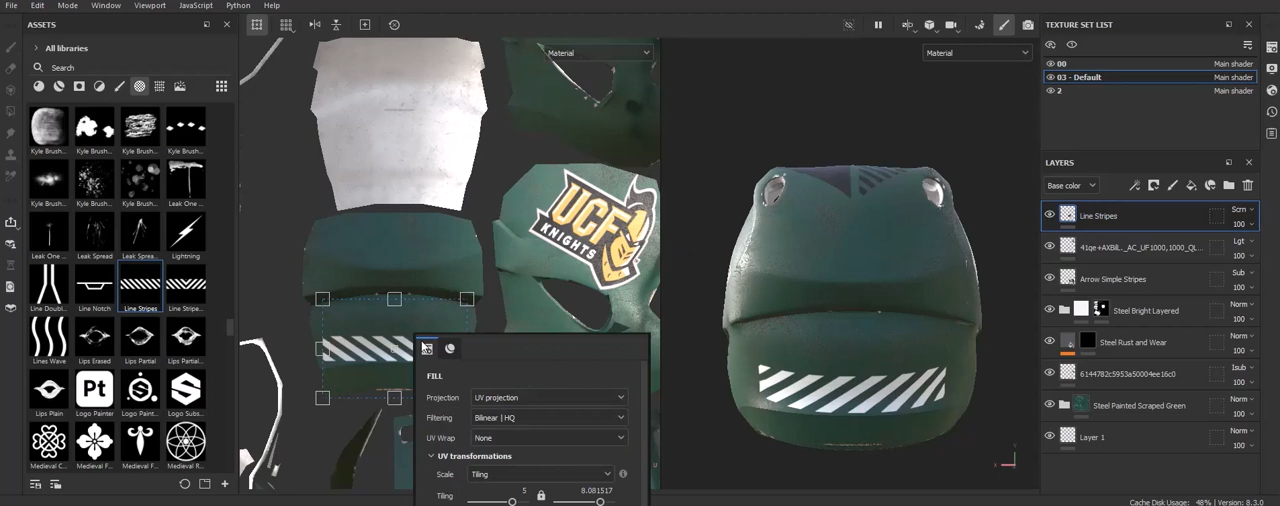 File Edit Mode Window Viewport JavaScript Python Help
ASSETS
All libraries
Search
Kyle Brush... Kyle Brush... Kyle Brush... Kyle Brush...
Kyle Brush... Kyle Brush... Kyle Brush... Leak One ...
Leak One ... Leak Spread Leak Sprea... Lightning
Line Doubl... Line Notch Line Stripes Line Stripe...
Lines Wave Lips Erased Lips Partial Lips Partial
Pt
Lips Plain Logo Painter Logo Paint... Logo Subs...
Medieval C... Medieval F... Medieval F... Medieval R...
Material
Material
UCF
KNIGHTS
FILL
Projection UV projection
Filtering Bilinear | HQ
UV Wrap None
UV transformations
Scale Tiling
Tiling 5 8.081517
TEXTURE SET LIST
00 Main shader
03 - Default Main shader
2 Main shader
LAYERS
Base color
Line Stripes Scrn 100
41qe+AXBiL._AC_UF1000,1000_QL... Lgt 100
Arrow Simple Stripes Sub 100
Steel Bright Layered Norm 100
Steel Rust and Wear Norm 100
6144782c5953a50004ee16c0 lsub 100
Steel Painted Scraped Green Norm 100
Layer 1 Norm 100
Cache Disk Usage: 48% | Version: 8.3.0